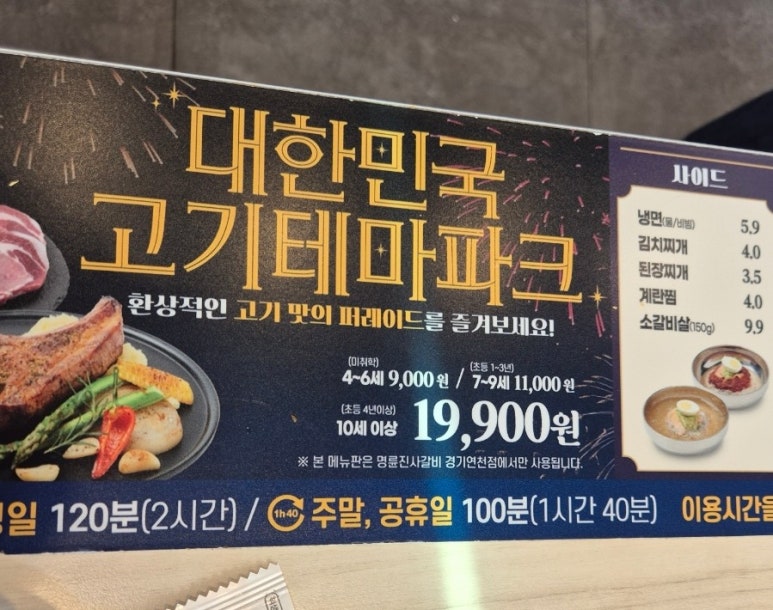 대한민국
고기테마파크
환상적인 고기 맛의 퍼레이드를 즐겨보세요!
(미취학)
4~6세 9,000원 /
(초등 1~3년)
7~9세 11,000원
(초등 4년이상)
10세 이상 19,900원
※ 본 메뉴판은 명륜진사갈비 경기연천점에서만 사용됩니다.
사이드
냉면(물/비빔) 5.9
김치찌개 4.0
된장찌개 3.5
계란찜 4.0
소갈비살(150g) 9.9
일 120분(2시간) / 1h40 주말, 공휴일 100분(1시간 40분) 이용시간을